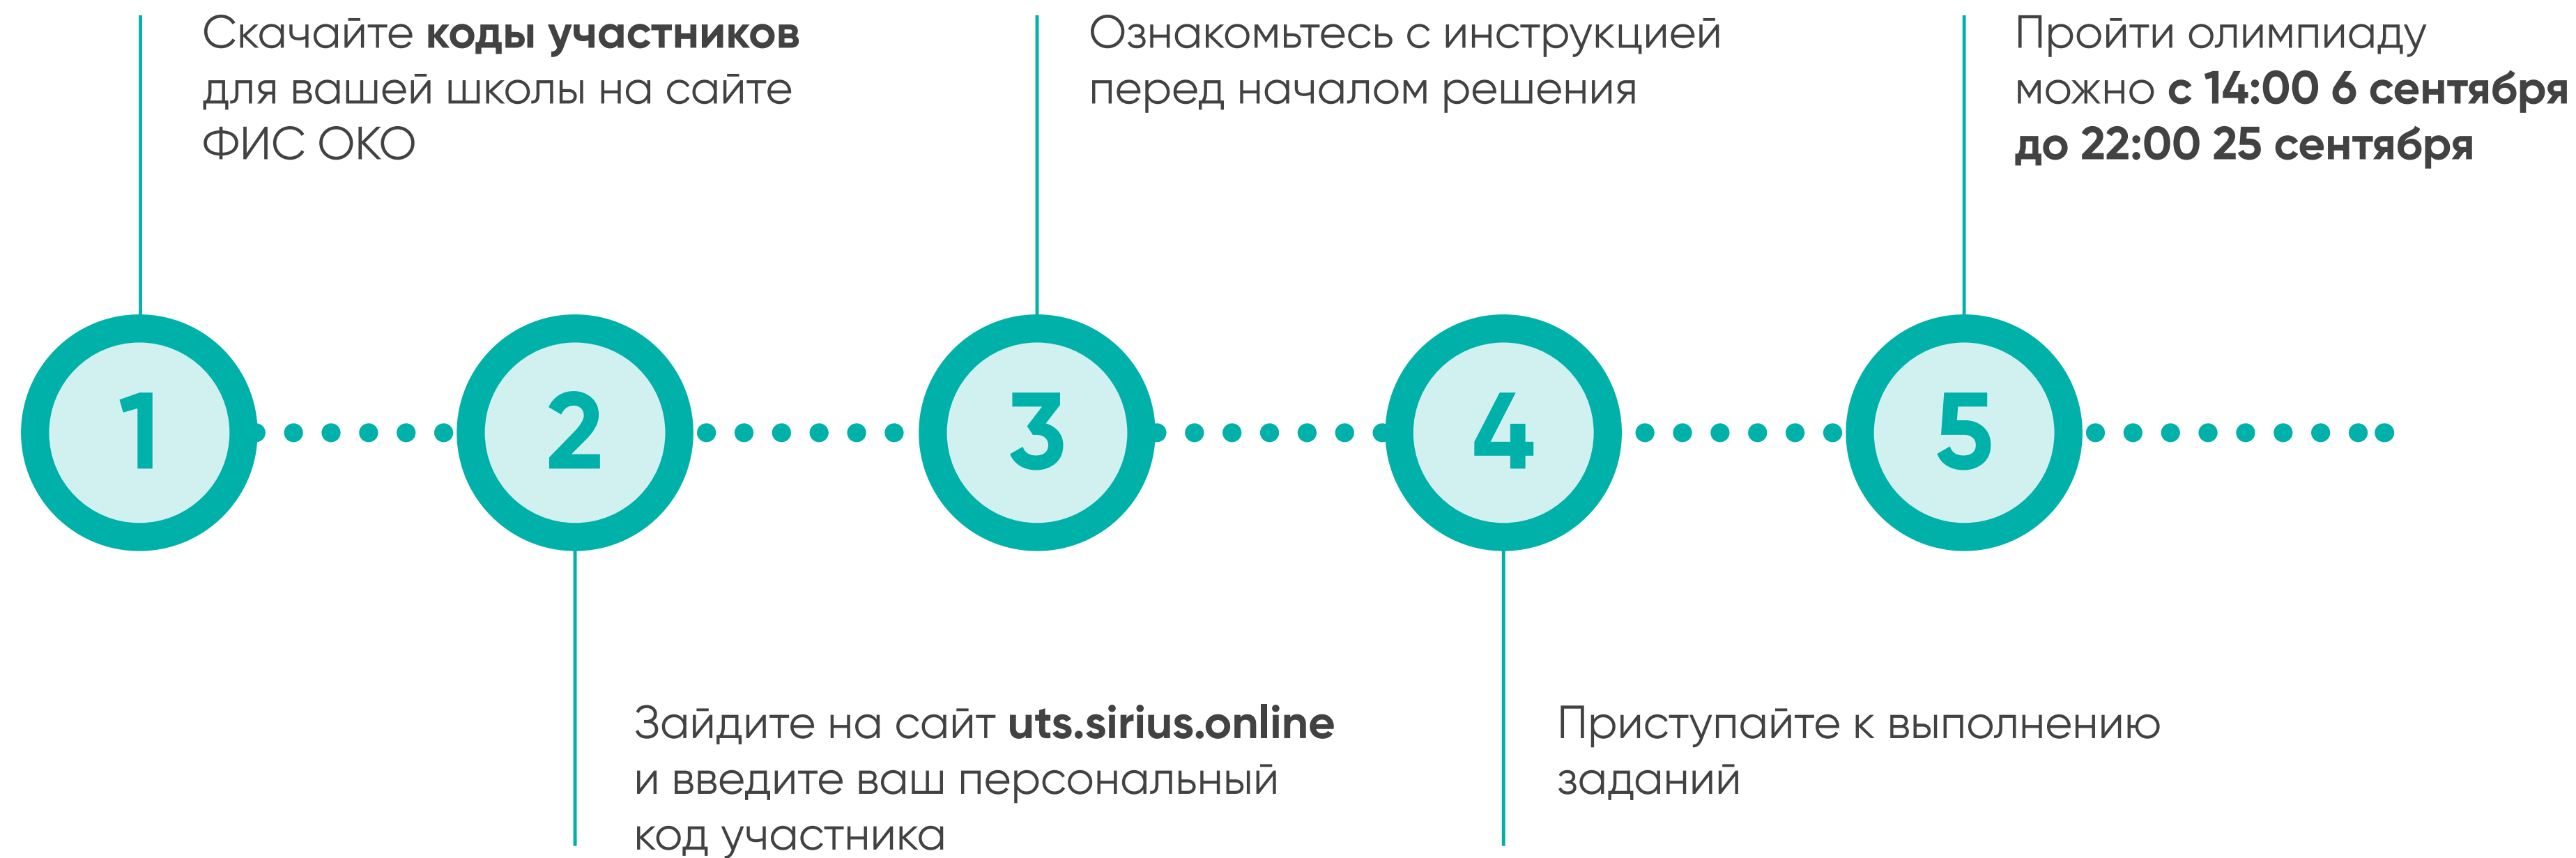 Скачайте коды участников
для вашей школы на сайте
ФИС ОКО
Ознакомьтесь с инструкцией
перед началом решения
Пройти олимпиаду
можно с 14:00 6 сентября
до 22:00 25 сентября
1
2
3
4
5
Зайдите на сайт uts.sirius.online
и введите ваш персональный
код участника
Приступайте к выполнению
заданий